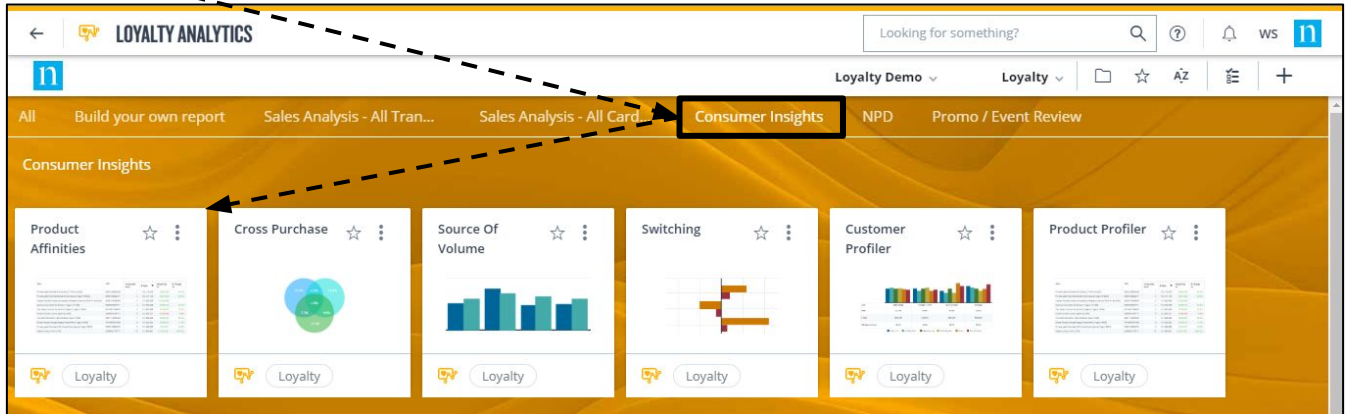 LOYALTY ANALYTICS
Looking for something?
WS
n
n
Loyalty Demo
Loyalty
AZ
All
Build your own report
Sales Analysis - All Tran...
Sales Analysis - All Card...
Consumer Insights
NPD
Promo / Event Review
Consumer Insights
Product
Affinities
Cross Purchase
Source Of
Volume
Switching
Customer
Profiler
Product Profiler
Loyalty
Loyalty
Loyalty
Loyalty
Loyalty
Loyalty